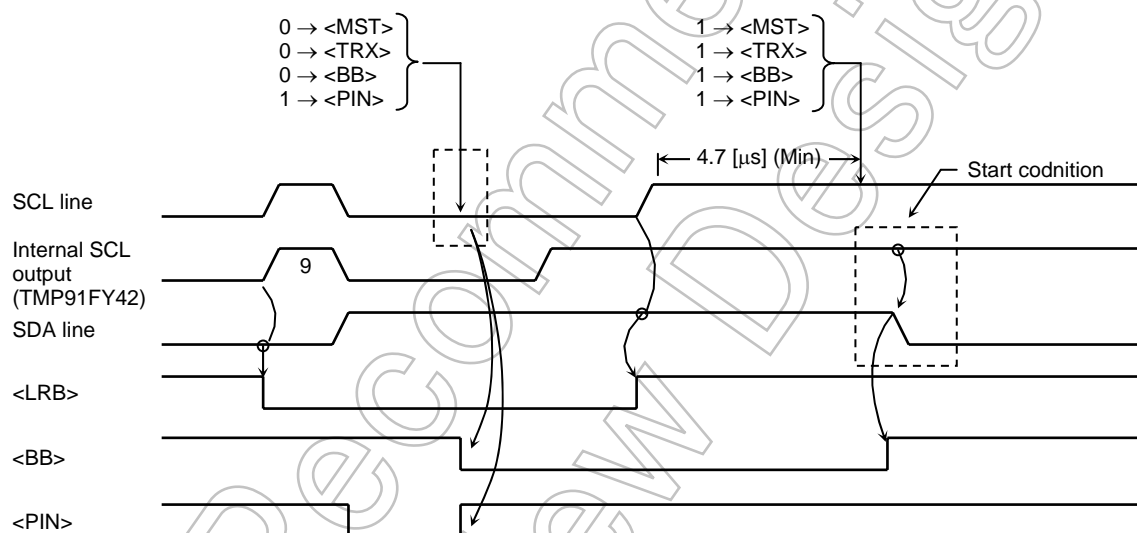 0 → <MST>
0 → <TRX>
0 → <BB>
1 → <PIN>
1 → <MST>
1 → <TRX>
1 → <BB>
1 → <PIN>
4.7 [μs] (Min)
Start codnition
SCL line
Internal SCL
output
(TMP91FY42)
9
SDA line
<LRB>
<BB>
<PIN>